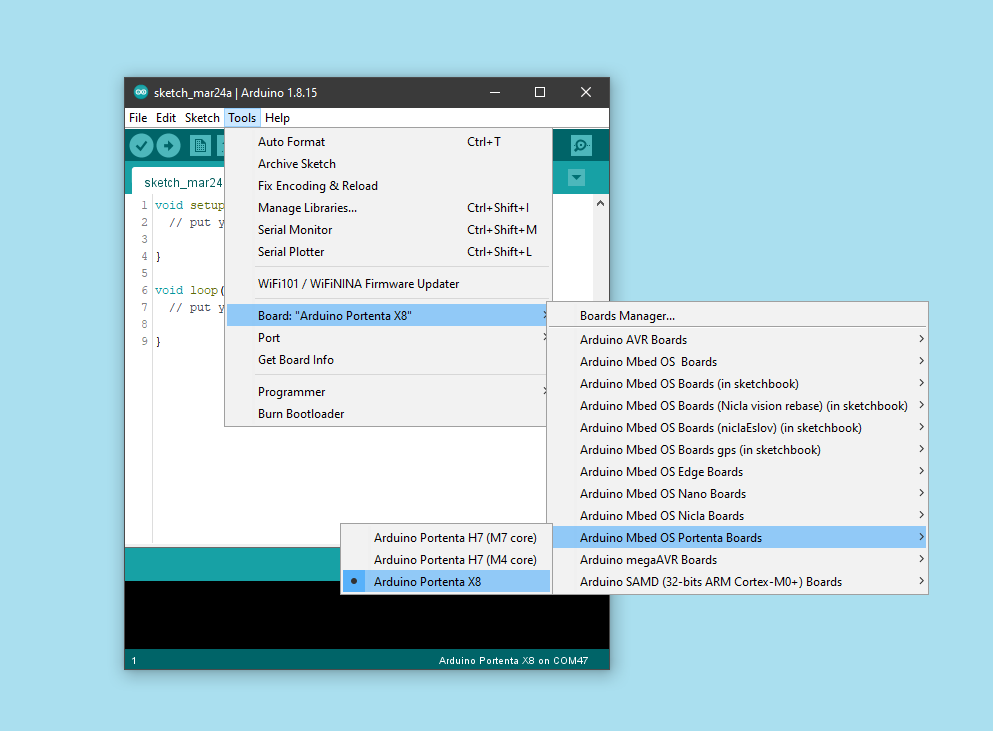 sketch_mar24a | Arduino 1.8.15
File Edit Sketch Tools Help
Auto Format Ctrl+T
Archive Sketch
Fix Encoding & Reload
Manage Libraries... Ctrl+Shift+I
Serial Monitor Ctrl+Shift+M
Serial Plotter Ctrl+Shift+L
WiFi101 / WiFiNINA Firmware Updater
Board: "Arduino Portenta X8"
Port
Get Board Info
Programmer
Burn Bootloader
sketch_mar24
1 void setup
2 // put y
3
4 }
5
6 void loop(
7 // put y
8
9 }
Boards Manager...
Arduino AVR Boards
Arduino Mbed OS  Boards
Arduino Mbed OS Boards (in sketchbook)
Arduino Mbed OS Boards (Nicla vision rebase) (in sketchbook)
Arduino Mbed OS Boards (niclaEslov) (in sketchbook)
Arduino Mbed OS Boards gps (in sketchbook)
Arduino Mbed OS Edge Boards
Arduino Mbed OS Nano Boards
Arduino Mbed OS Nicla Boards
Arduino Mbed OS Portenta Boards
Arduino megaAVR Boards
Arduino SAMD (32-bits ARM Cortex-M0+) Boards
Arduino Portenta H7 (M7 core)
Arduino Portenta H7 (M4 core)
Arduino Portenta X8
1 Arduino Portenta X8 on COM47